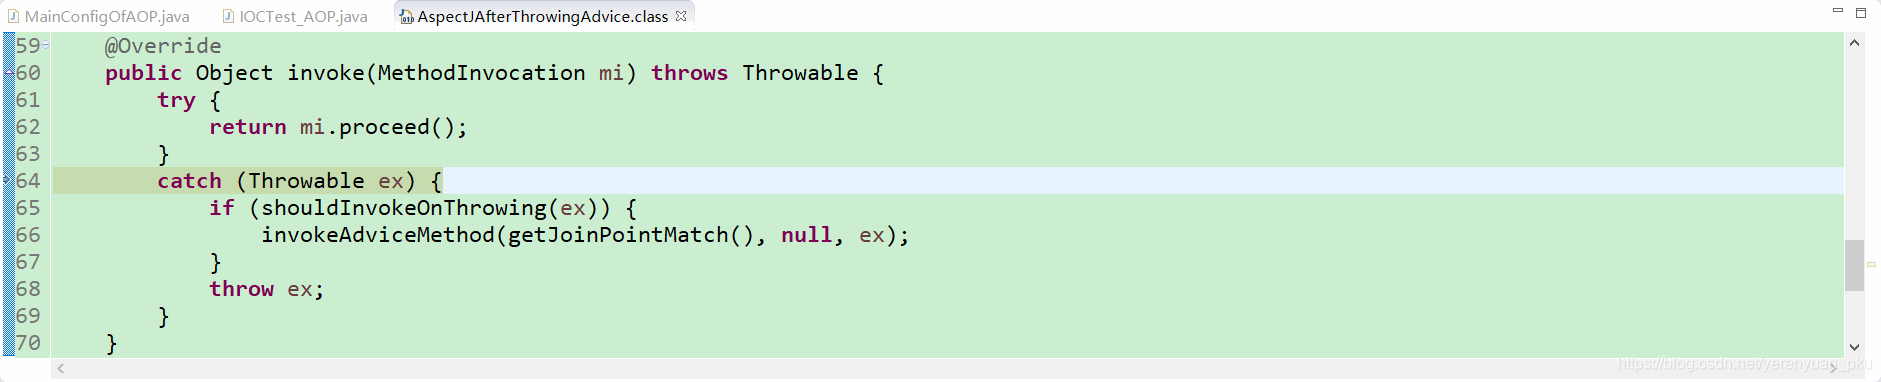 MainConfigOfAOP.java IOCTest_AOP.java AspectJAfterThrowingAdvice.class
59 @Override
60 public Object invoke(MethodInvocation mi) throws Throwable {
61 try {
62 return mi.proceed();
63 }
64 catch (Throwable ex) {
65 if (shouldInvokeOnThrowing(ex)) {
66 invokeAdviceMethod(getJoinPointMatch(), null, ex);
67 }
68 throw ex;
69 }
70 }
https://blog.csdn.net/yerenyuan_pku